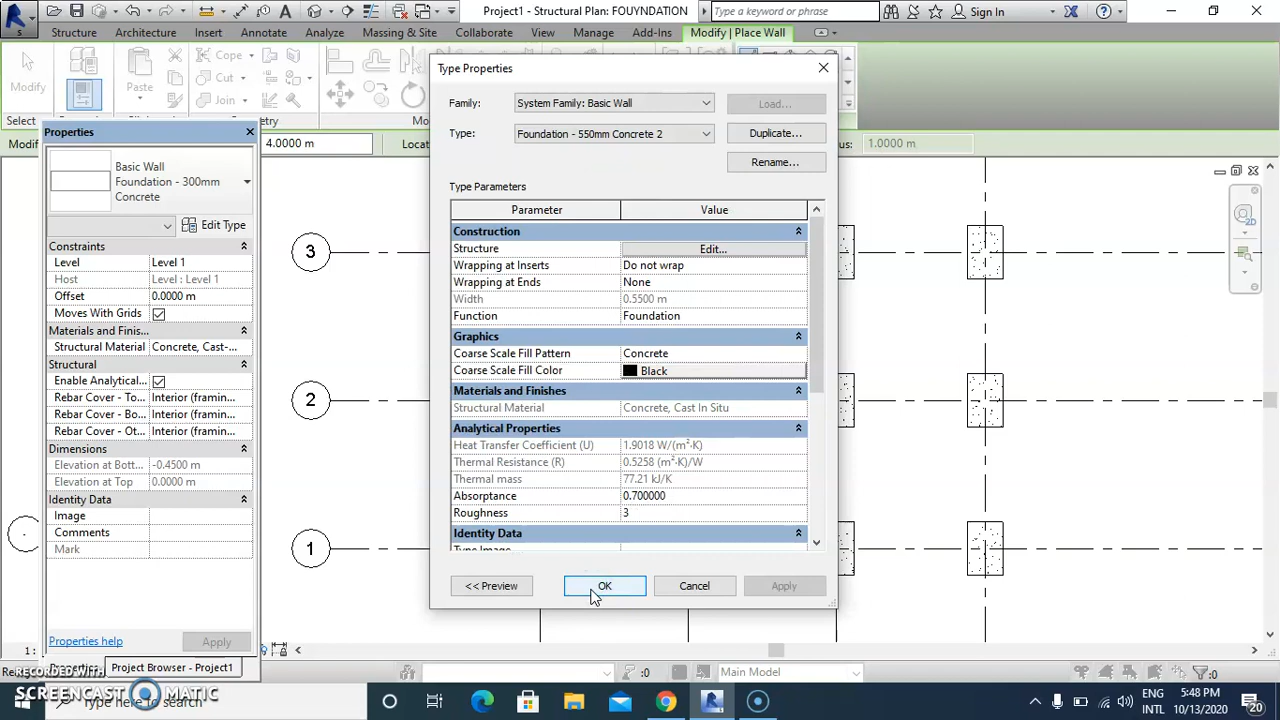 Project1 - Structural Plan: FOUYNDATION
Type a keyword or phrase
Sign In
Structure
Architecture
Insert
Annotate
Analyze
Massing & Site
Collaborate
View
Manage
Add-Ins
Modify | Place Wall
Modify
Paste
Cope
Cut
Join
Select
Properties
4.0000 m
1.0000 m
Basic Wall
Foundation - 300mm
Concrete
Edit Type
Constraints
Level
Level 1
Host
Level : Level 1
Offset
0.0000 m
Moves With Grids
Materials and Finis...
Structural Material
Concrete, Cast-...
Structural
Enable Analytical...
Rebar Cover - To...
Interior (framin...
Rebar Cover - Bo...
Interior (framin...
Rebar Cover - Ot...
Interior (framin...
Dimensions
Elevation at Bott...
-0.4500 m
Elevation at Top
0.0000 m
Identity Data
Image
Comments
Mark
Properties help
Apply
Project Browser - Project1
3
2
1
Type Properties
Family:
System Family: Basic Wall
Load...
Type:
Foundation - 550mm Concrete 2
Duplicate...
Rename...
Type Parameters
Parameter
Value
Construction
Structure
Edit...
Wrapping at Inserts
Do not wrap
Wrapping at Ends
None
Width
0.5500 m
Function
Foundation
Graphics
Coarse Scale Fill Pattern
Concrete
Coarse Scale Fill Color
Black
Materials and Finishes
Structural Material
Concrete, Cast In Situ
Analytical Properties
Heat Transfer Coefficient (U)
1.9018 W/(m²·K)
Thermal Resistance (R)
0.5258 (m²·K)/W
Thermal mass
77.21 kJ/K
Absorptance
0.700000
Roughness
3
Identity Data
Type Image
<< Preview
OK
Cancel
Apply
:0
Main Model
:0
RECORDED WITH
SCREENCAST MATIC
Type here to search
ENG
INTL
5:48 PM
10/13/2020
20